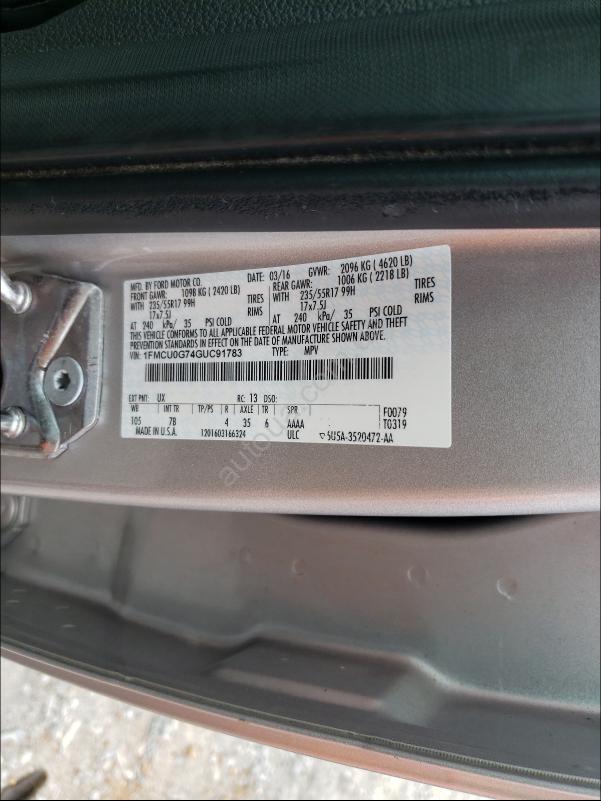 MFD. BY FORD MOTOR CO.
DATE: 03/16 GVWR: 2096 KG ( 4620 LB)
FRONT GAWR: 1098 KG ( 2420 LB) REAR GAWR: 1006 KG ( 2218 LB)
WITH 235/55R17 99H TIRES WITH 235/55R17 99H TIRES
17x7.5J RIMS 17x7.5J RIMS
AT 240 kPa/ 35 PSI COLD AT 240 kPa/ 35 PSI COLD
THIS VEHICLE CONFORMS TO ALL APPLICABLE FEDERAL MOTOR VEHICLE SAFETY AND BUMPER
AND THEFT PREVENTION STANDARDS IN EFFECT ON THE DATE OF MANUFACTURE SHOWN ABOVE.
VIN: 1FMCU0G74GUC91783 TYPE: MPV
EXT PNT: UX RC: 13 DSO:
WB INT TR TP/PS R AXLE TR SPR
105 7B 4 35 6 AAAA F0079
T0319
MADE IN U.S.A. 1201603166324 ULC 5U5A-3520472-AA